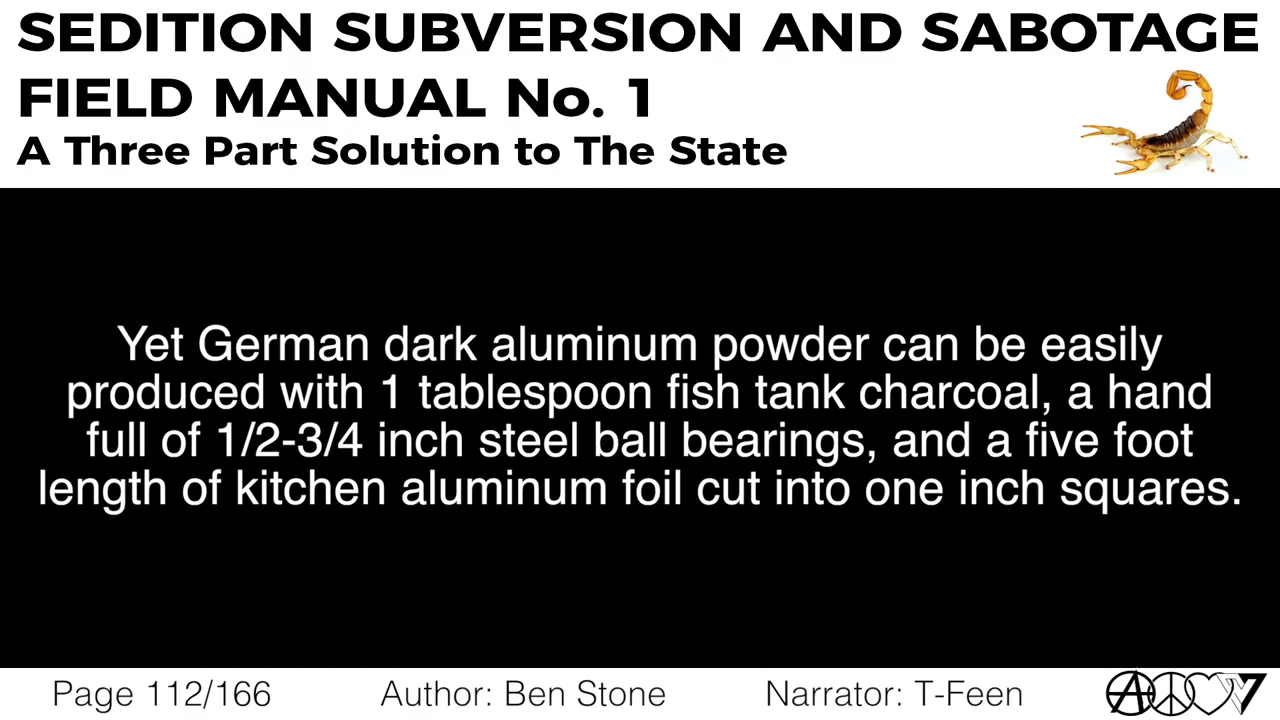 SEDITION SUBVERSION AND SABOTAGE
FIELD MANUAL No. 1
A Three Part Solution to The State
Yet German dark aluminum powder can be easily
produced with 1 tablespoon fish tank charcoal, a hand
full of 1/2-3/4 inch steel ball bearings, and a five foot
length of kitchen aluminum foil cut into one inch squares.
Page 112/166 Author: Ben Stone Narrator: T-Feen